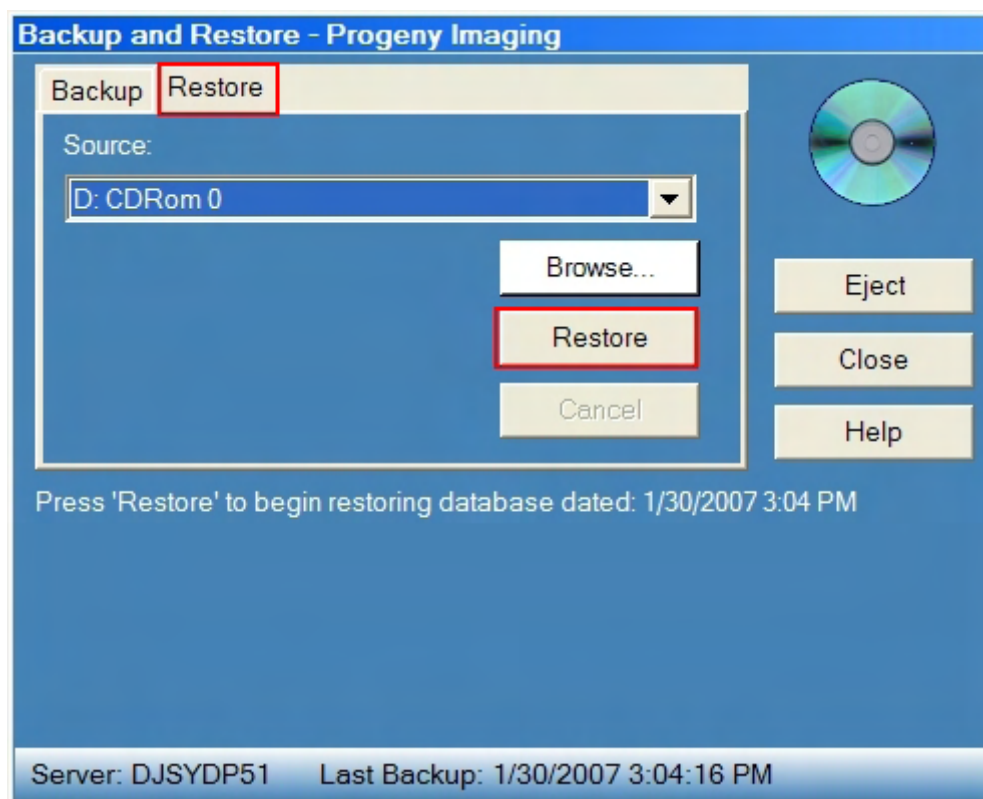 Backup and Restore - Progeny Imaging
Backup Restore
Source:
D: CDRom 0
Browse...
Restore
Cancel
Eject
Close
Help
Press 'Restore' to begin restoring database dated: 1/30/2007 3:04 PM
Server: DJSYDP51 Last Backup: 1/30/2007 3:04:16 PM